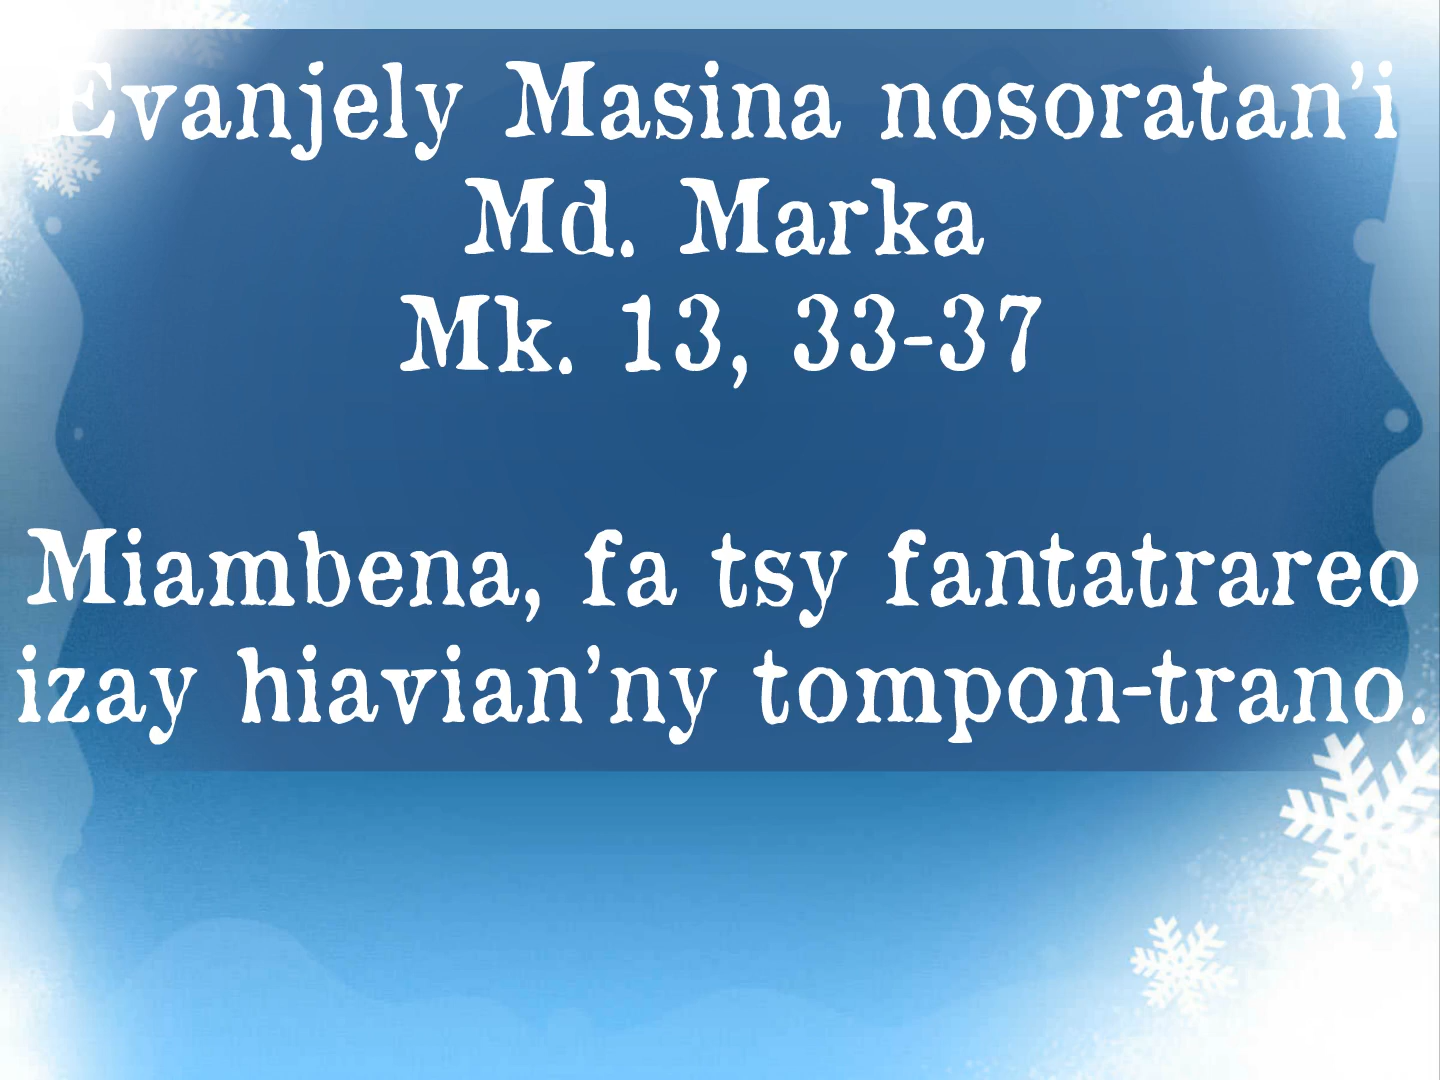 Evanjely Masina nosoratan’i
Md. Marka
Mk. 13, 33-37
Miambena, fa tsy fantatrareo
izay hiavian’ny tompon-trano.